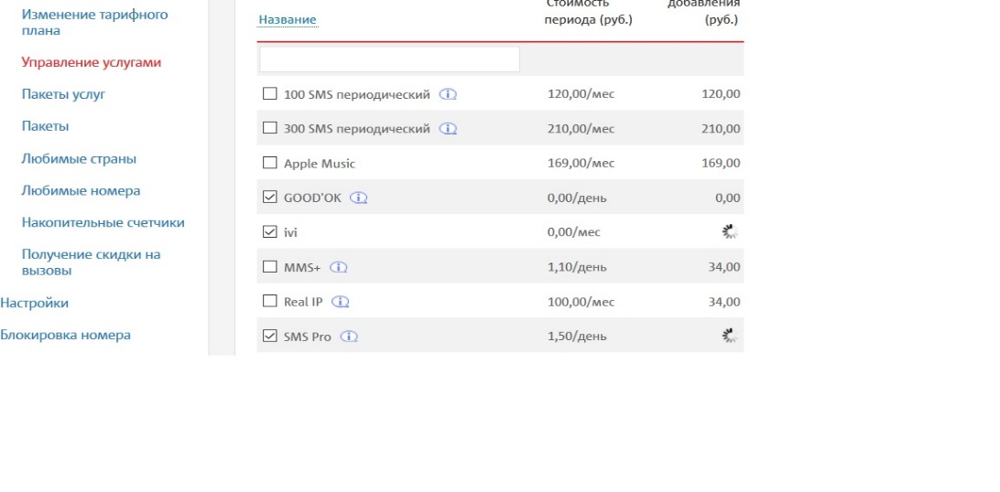 Изменение тарифного
плана
Управление услугами
Пакеты услуг
Пакеты
Любимые страны
Любимые номера
Накопительные счетчики
Получение скидки на
вызовы
Настройки
Блокировка номера
Стоимость добавления
Название периода (руб.) (руб.)
100 SMS периодический 120,00/мес 120,00
300 SMS периодический 210,00/мес 210,00
Apple Music 169,00/мес 169,00
GOOD'OK 0,00/день 0,00
ivi 0,00/мес
MMS+ 1,10/день 34,00
Real IP 100,00/мес 34,00
SMS Pro 1,50/день